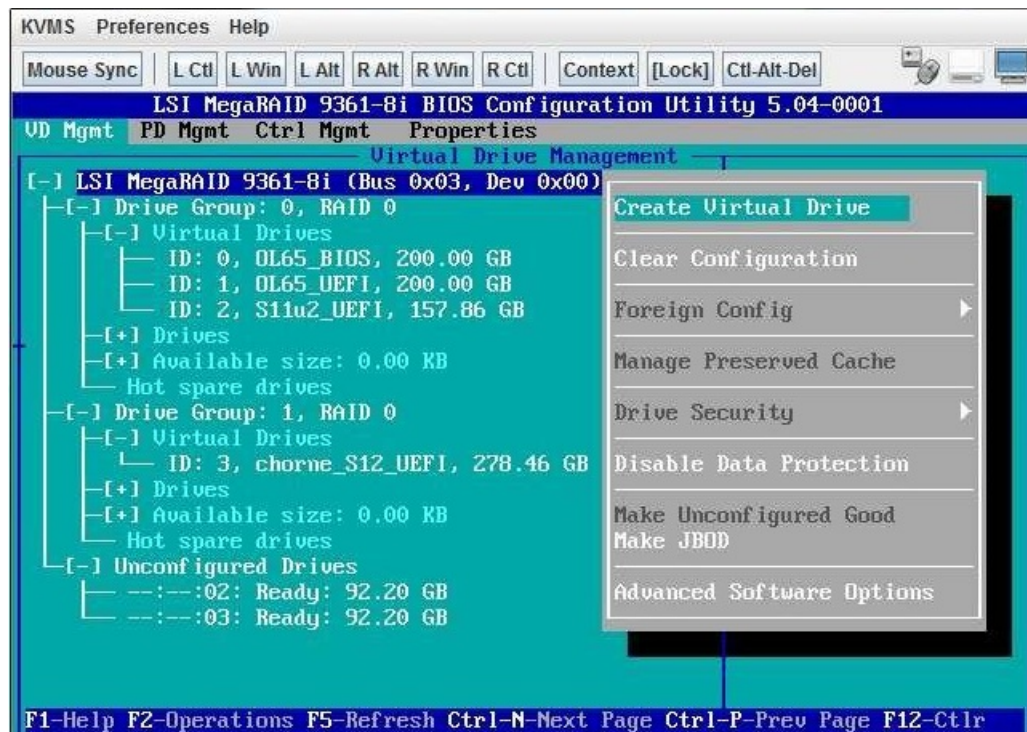 KVMS Preferences Help
Mouse Sync L Ctl L Win L Alt R Alt R Win R Ctl Context [Lock] Ctl-Alt-Del
LSI MegaRAID 9361-8i BIOS Configuration Utility 5.04-0001
VD Mgmt PD Mgmt Ctrl Mgmt Properties
Virtual Drive Management
[-] LSI MegaRAID 9361-8i (Bus 0x03, Dev 0x00)
[-] Drive Group: 0, RAID 0
[-] Virtual Drives
ID: 0, OL65_BIOS, 200.00 GB
ID: 1, OL65_UEFI, 200.00 GB
ID: 2, S11u2_UEFI, 157.86 GB
[+] Drives
[+] Available size: 0.00 KB
Hot spare drives
[-] Drive Group: 1, RAID 0
[-] Virtual Drives
ID: 3, chorne_S12_UEFI, 278.46 GB
[+] Drives
[+] Available size: 0.00 KB
Hot spare drives
[-] Unconfigured Drives
--:--:02: Ready: 92.20 GB
--:--:03: Ready: 92.20 GB
Create Virtual Drive
Clear Configuration
Foreign Config
Manage Preserved Cache
Drive Security
Disable Data Protection
Make Unconfigured Good
Make JBOD
Advanced Software Options
F1-Help F2-Operations F5-Refresh Ctrl-N-Next Page Ctrl-P-Prev Page F12-Ctlr